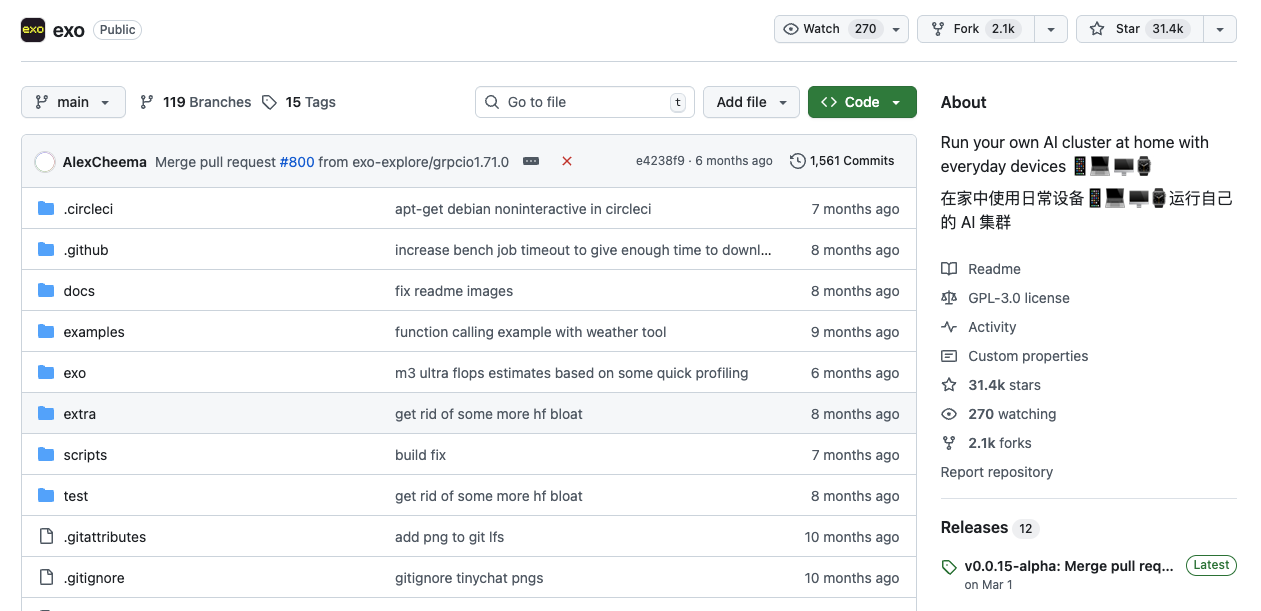 exo exo Public Watch 270 Fork 2.1k Star 31.4k
main 119 Branches 15 Tags Go to file t Add file Code
AlexCheema Merge pull request #800 from exo-explore/grpcio1.71.0 e4238f9 · 6 months ago 1,561 Commits
.circleci apt-get debian noninteractive in circleci 7 months ago
.github increase bench job timeout to give enough time to downl... 8 months ago
docs fix readme images 8 months ago
examples function calling example with weather tool 9 months ago
exo m3 ultra flops estimates based on some quick profiling 6 months ago
extra get rid of some more hf bloat 8 months ago
scripts build fix 7 months ago
test get rid of some more hf bloat 8 months ago
.gitattributes add png to git lfs 10 months ago
.gitignore gitignore tinychat pngs 10 months ago
About
Run your own AI cluster at home with
everyday devices 📱💻🖥️⌚
在家中使用日常设备📱💻🖥️⌚运行自己
的 AI 集群
Readme
GPL-3.0 license
Activity
Custom properties
31.4k stars
270 watching
2.1k forks
Report repository
Releases 12
v0.0.15-alpha: Merge pull req... Latest
on Mar 1